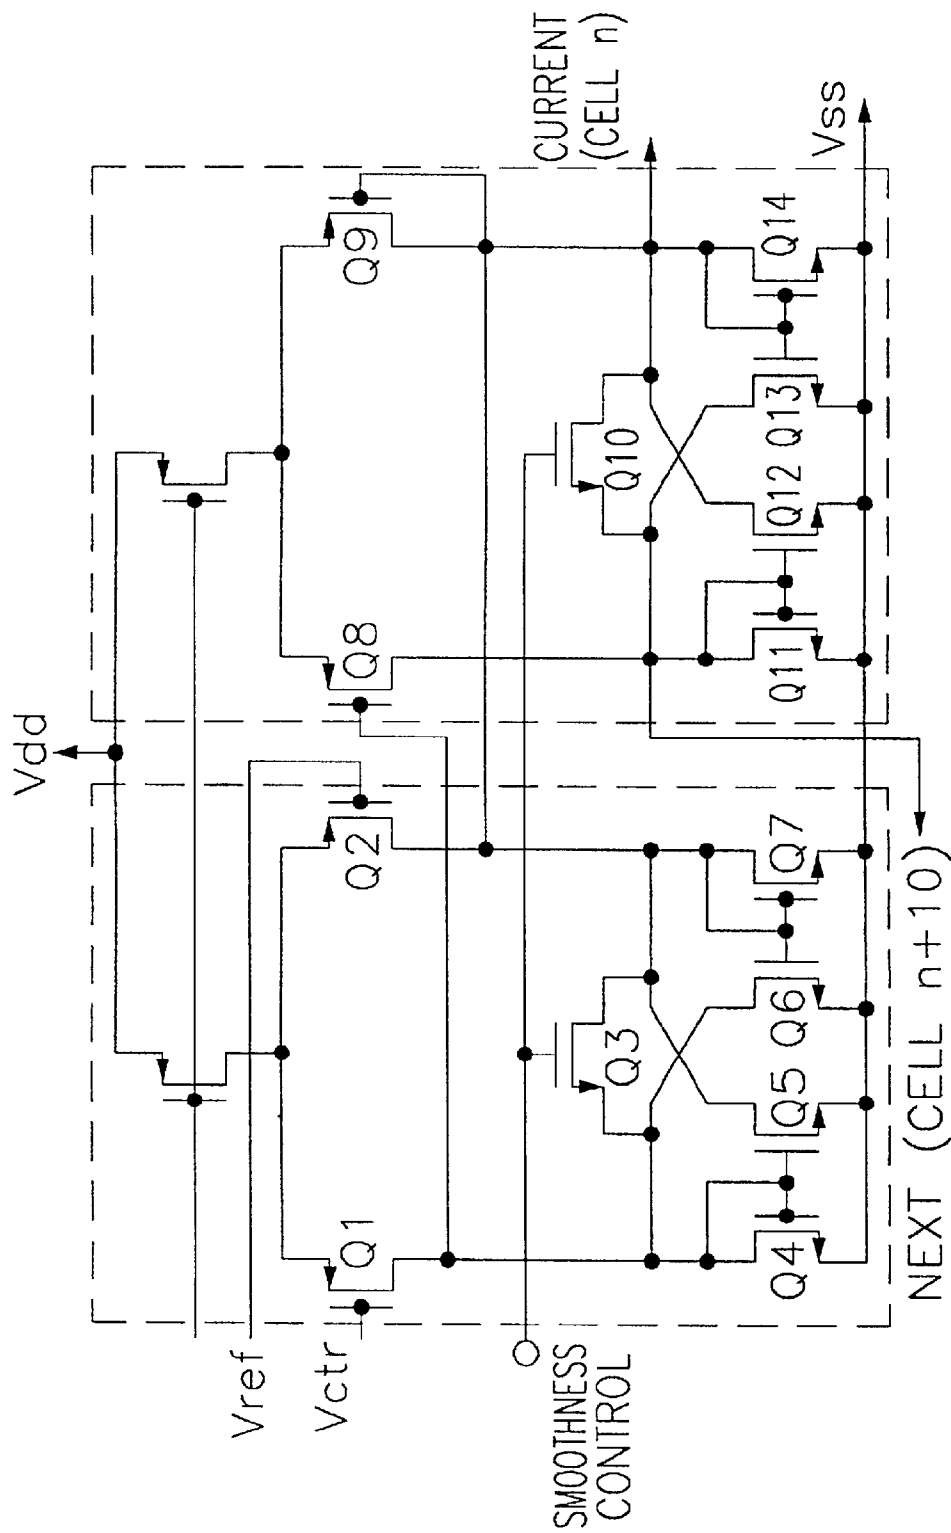 Vdd
Q1
Q2
Q8
Q9
Vref
Vctr
SMOOTHNESS
CONTROL
Q3
Q10
CURRENT
(CELL n)
Q4
Q5
Q6
Q7
Q11
Q12
Q13
Q14
Vss
NEXT (CELL n+10)